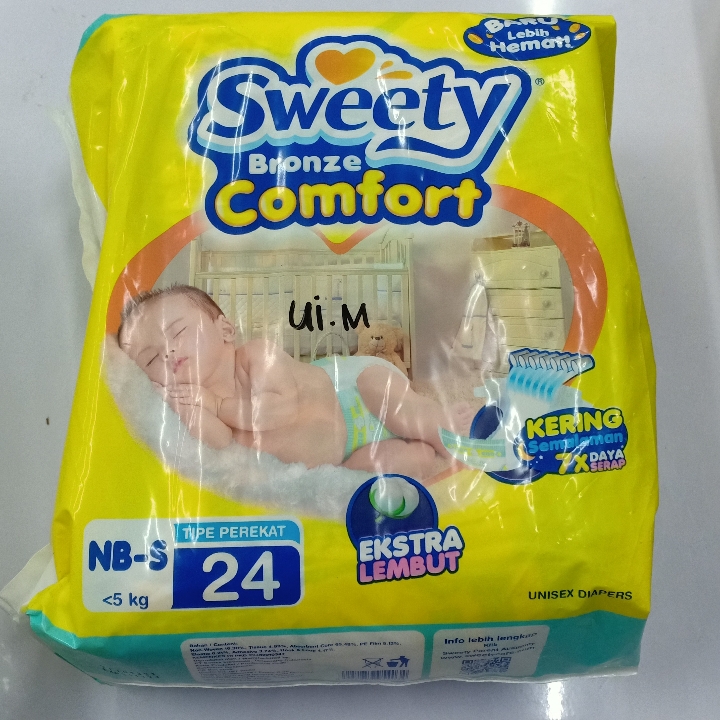 BARU
Lebih
Hemat!
Sweety®
Bronze
Comfort
ui.M
KERING
Semalaman
7x DAYA
SERAP
EKSTRA
LEMBUT
TIPE PEREKAT
NB-S
24
<5 kg
UNISEX DIAPERS
Info lebih lengkap